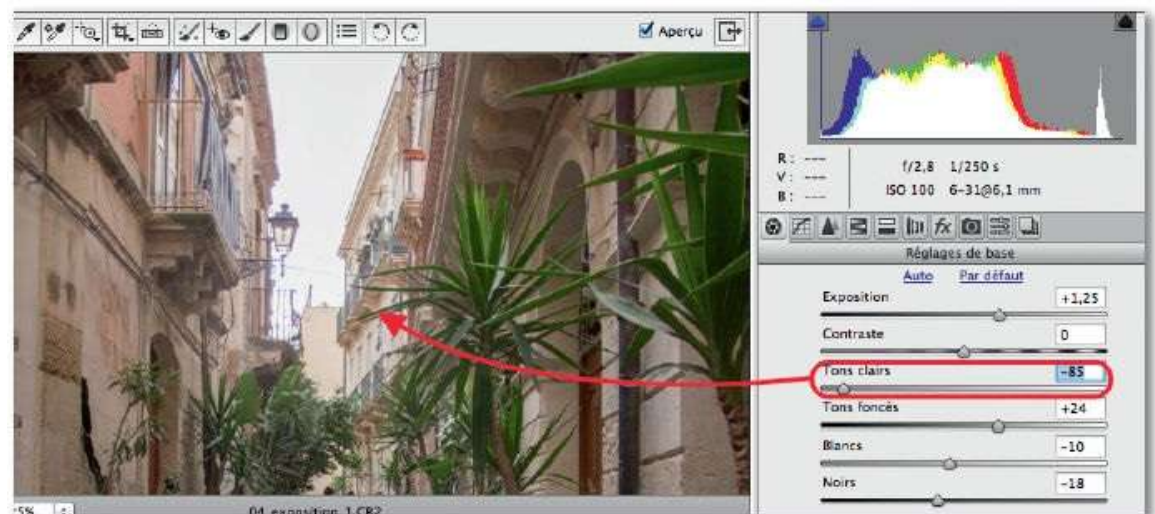 Aperçu
R : ---
V : ---
B : ---
f/2,8 1/250 s
ISO 100 6-31@6,1 mm
fx
Réglages de base
Auto Par défaut
Exposition +1,25
Contraste 0
Tons clairs -85
Tons foncés +24
Blancs -10
Noirs -18
04_exposition_1.CR2